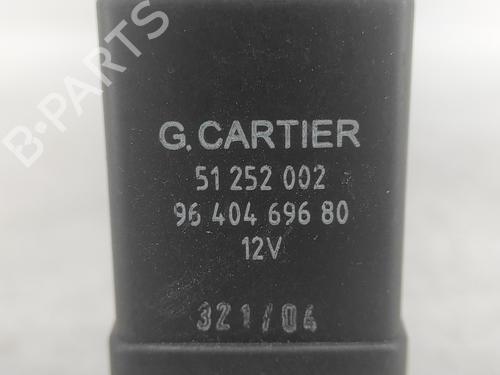 G.CARTIER
51 252 002
96 404 696 80
12V
321/04
B-PARTS